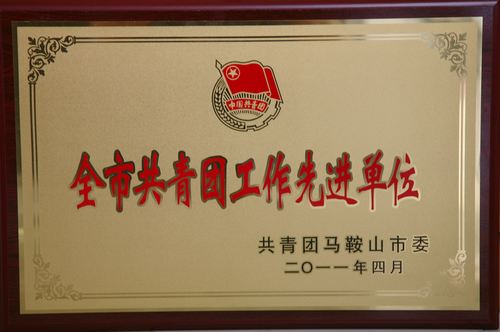 中国共青团
全市共青团工作先进单位
共青团马鞍山市委
二〇一一年四月